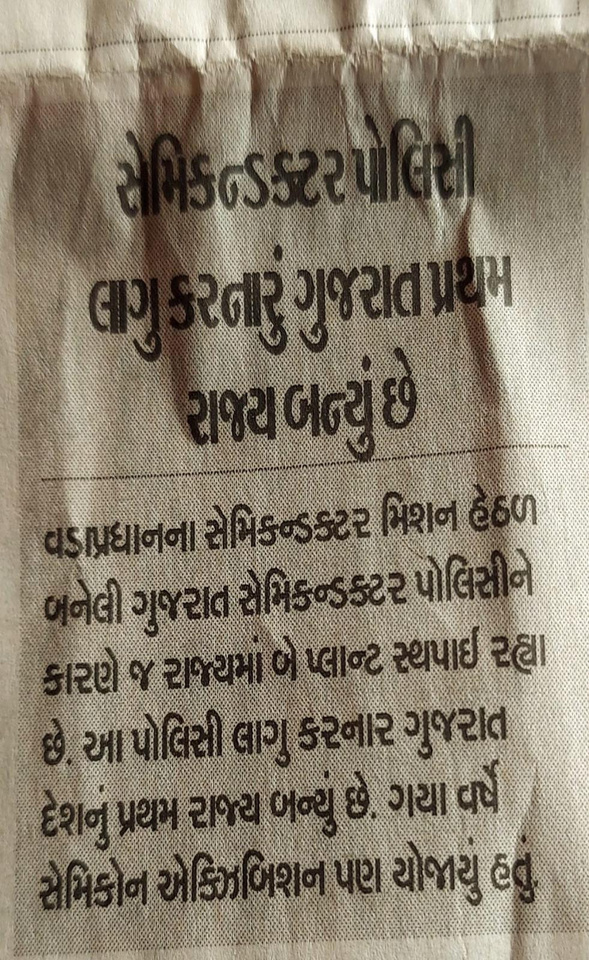 સેમિકન્ડક્ટર પોલિસી
લાગુ કરનારું ગુજરાત પ્રથમ
રાજ્ય બન્યું છે
વડાપ્રધાનના સેમિકન્ડક્ટર મિશન હેઠળ
બનેલી ગુજરાત સેમિકન્ડક્ટર પોલિસીને
કારણે જ રાજ્યમાં બે પ્લાન્ટ સ્થપાઈ રહ્યા
છે. આ પોલિસી લાગુ કરનાર ગુજરાત
દેશનું પ્રથમ રાજ્ય બન્યું છે. ગયા વર્ષે
સેમિકોન એક્ઝિબિશન પણ યોજાયું હતું.